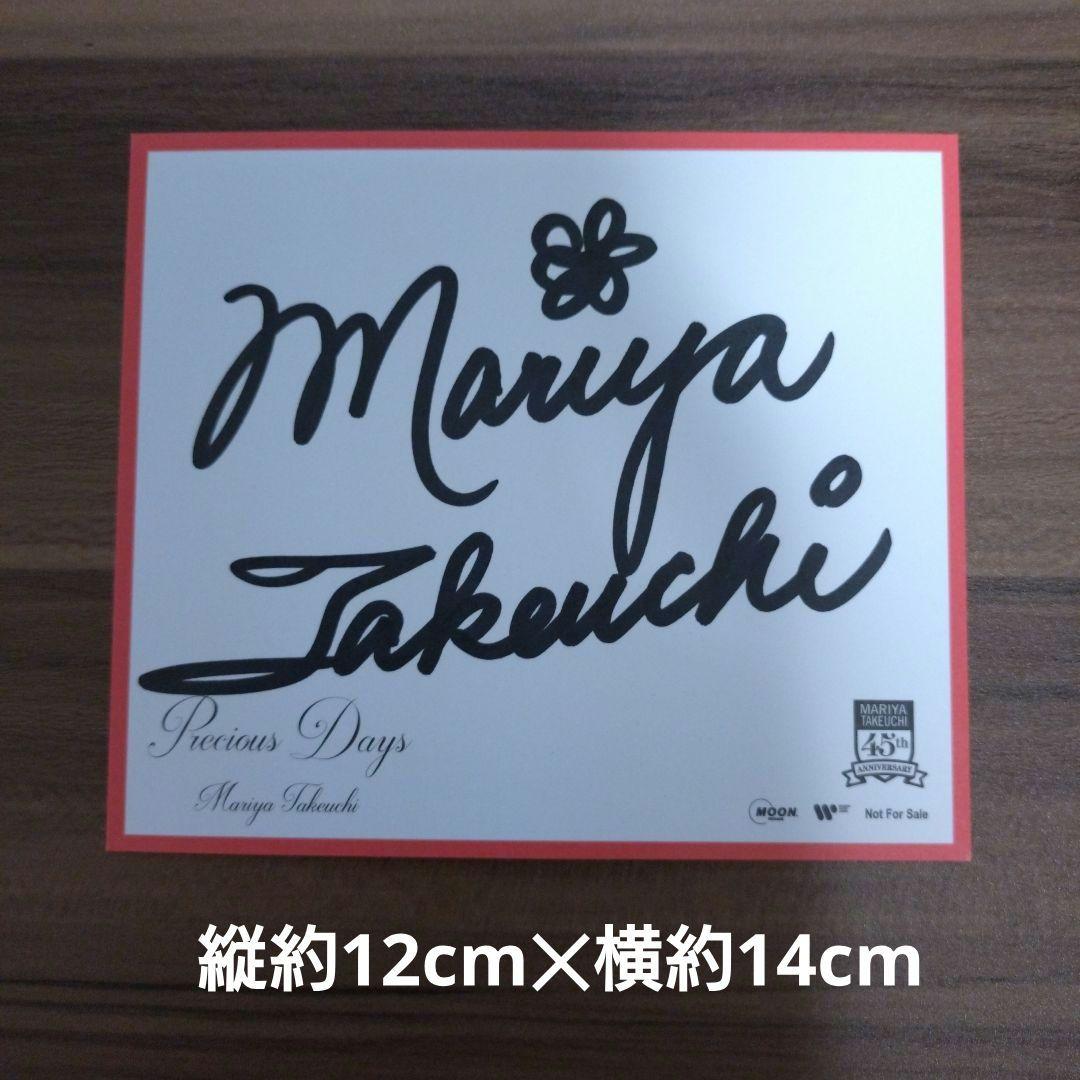 Mariya
Takeuchi
Precious Days
Mariya Takeuchi
MARIYA
TAKEUCHI
45th
ANNIVERSARY
MOON
Not For Sale
縦約12cm×横約14cm